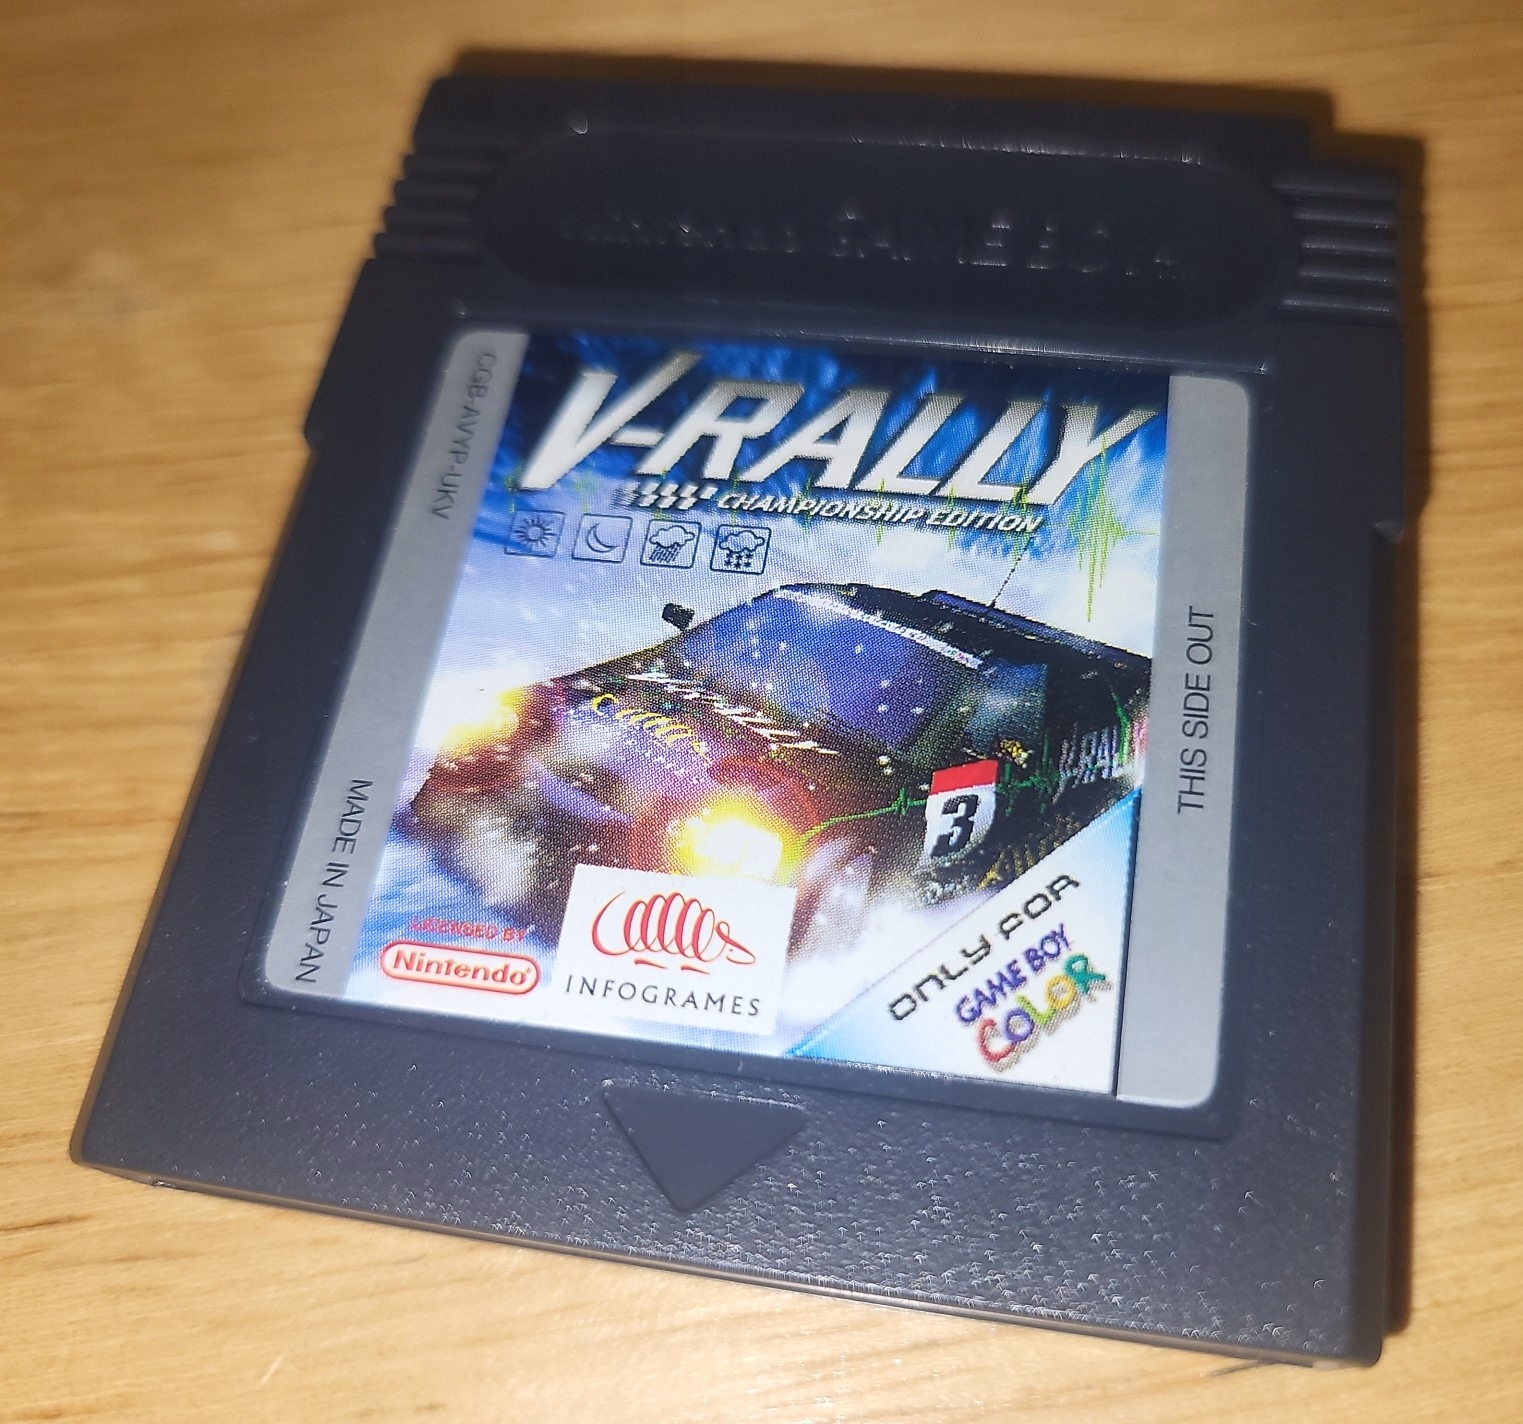 GAME BOY
V-RALLY
CHAMPIONSHIP EDITION
CGB-AVYP-UKV
MADE IN JAPAN
THIS SIDE OUT
V-RALLY
3
LICENSED BY
Nintendo®
INFOGRAMES
ONLY FOR
GAME BOY
COLOR